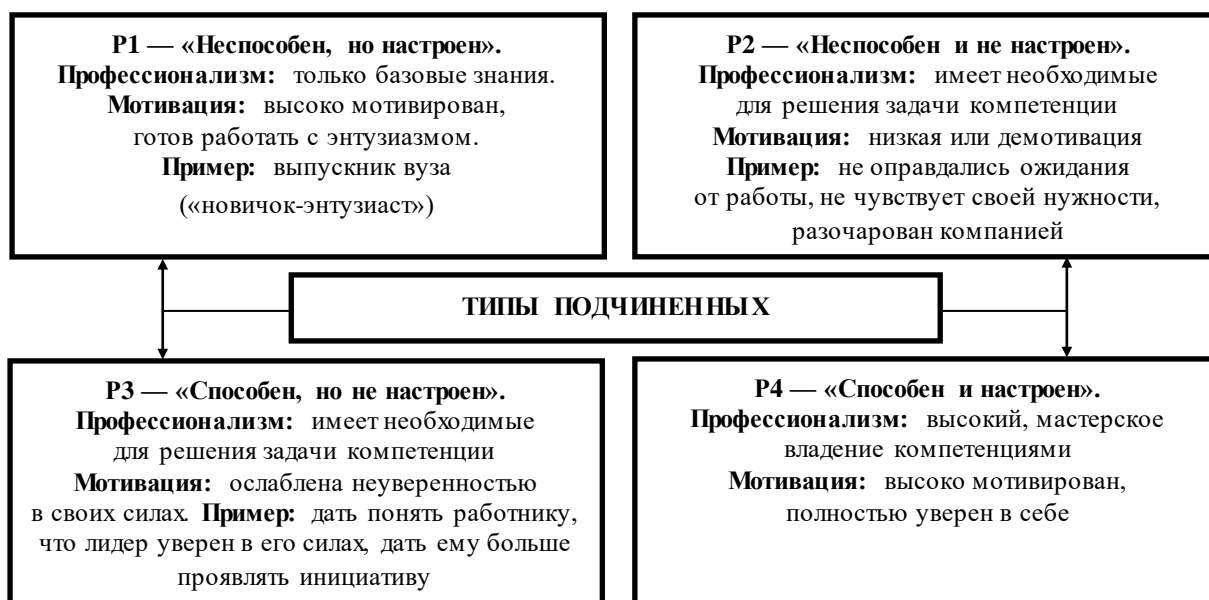 Р1 — «Неспособен, но настроен».
Профессионализм: только базовые знания.
Мотивация: высоко мотивирован,
готов работать с энтузиазмом.
Пример: выпускник вуза
(«новичок-энтузиаст»)
Р2 — «Неспособен и не настроен».
Профессионализм: имеет необходимые
для решения задачи компетенции
Мотивация: низкая или демотивация
Пример: не оправдались ожидания
от работы, не чувствует своей нужности,
разочарован компанией
ТИПЫ ПОДЧИНЕННЫХ
Р3 — «Способен, но не настроен».
Профессионализм: имеет необходимые
для решения задачи компетенции
Мотивация: ослаблена неуверенностью
в своих силах. Пример: дать понять работнику,
что лидер уверен в его силах, дать ему больше
проявлять инициативу
Р4 — «Способен и настроен».
Профессионализм: высокий, мастерское
владение компетенциями
Мотивация: высоко мотивирован,
полностью уверен в себе